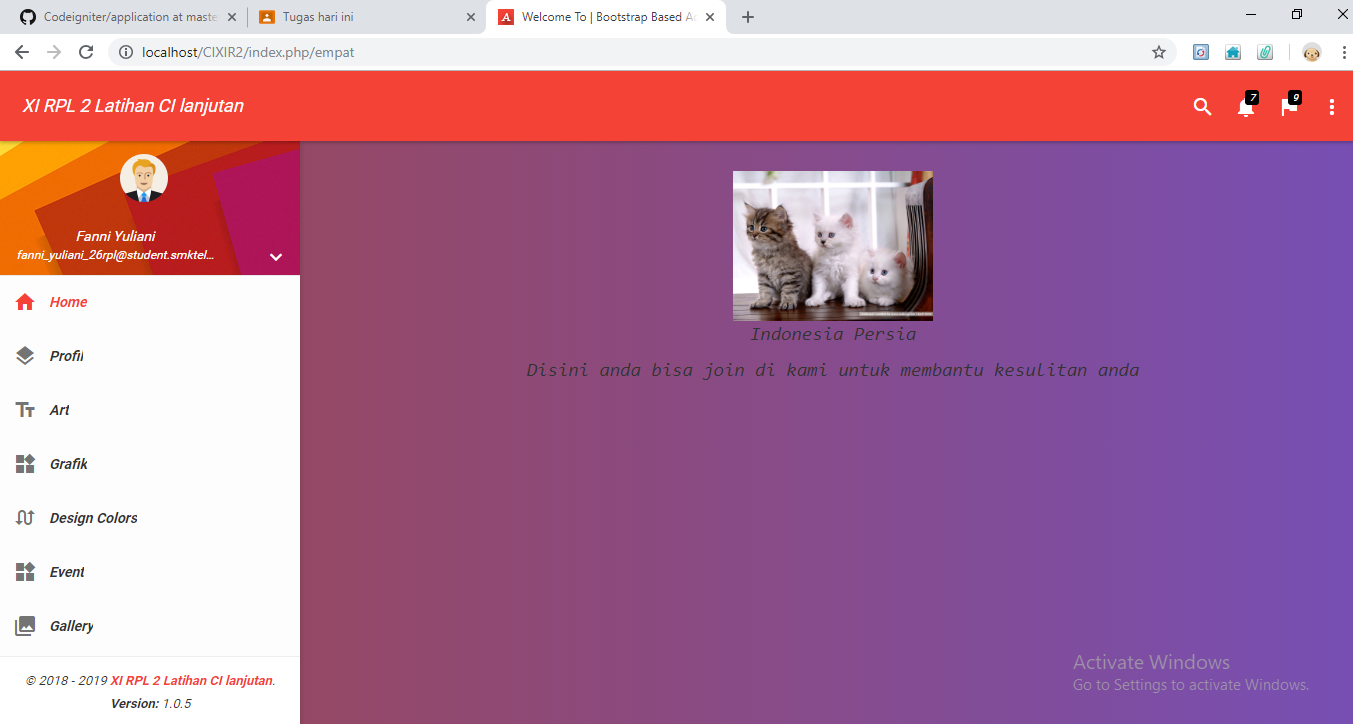 Codeigniter/application at maste
Tugas hari ini
Welcome To | Bootstrap Based Ad
localhost/CIXIR2/index.php/empat
XI RPL 2 Latihan CI lanjutan
7
9
Fanni Yuliani
fanni_yuliani_26rpl@student.smktel...
Indonesia Persia
Disini anda bisa join di kami untuk membantu kesulitan anda
Home
Profil
Art
Grafik
Design Colors
Event
Gallery
© 2018 - 2019 XI RPL 2 Latihan CI lanjutan.
Version: 1.0.5
Activate Windows
Go to Settings to activate Windows.